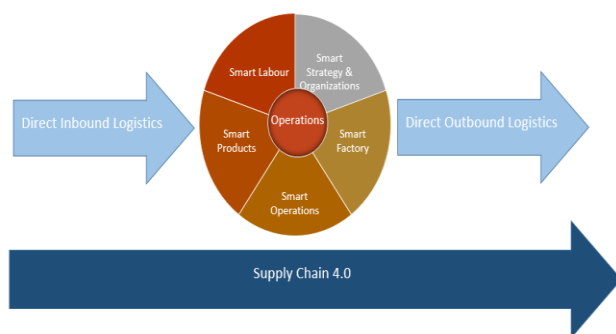 Smart Labour
Smart
Strategy &
Organizations
Direct Inbound Logistics
Operations
Direct Outbound Logistics
Smart
Products
Smart
Factory
Smart
Operations
Supply Chain 4.0